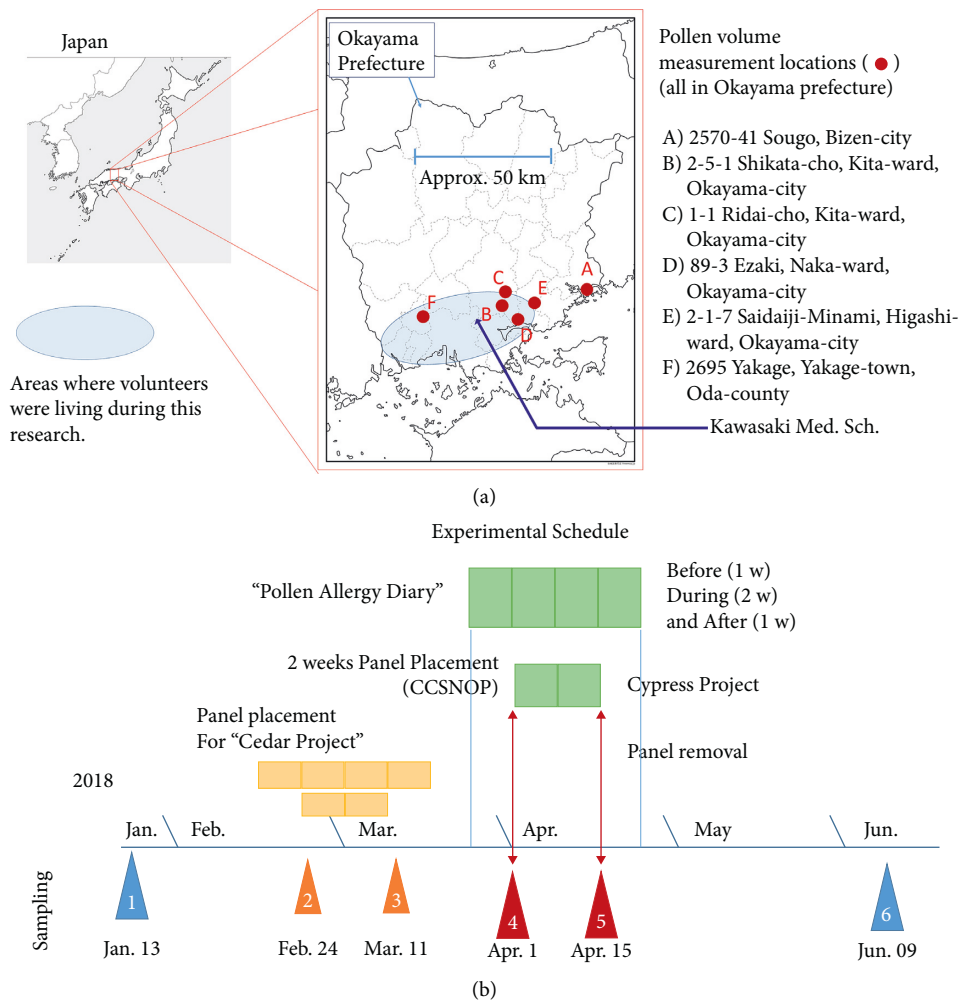 Japan
Okayama
Prefecture
Approx. 50 km
A
B
C
D
E
F
Pollen volume
measurement locations ( )
(all in Okayama prefecture)
A) 2570-41 Sougo, Bizen-city
B) 2-5-1 Shikata-cho, Kita-ward,
Okayama-city
C) 1-1 Ridai-cho, Kita-ward,
Okayama-city
D) 89-3 Ezaki, Naka-ward,
Okayama-city
E) 2-1-7 Saidaiji-Minami, Higashi-
ward, Okayama-city
F) 2695 Yakage, Yakage-town,
Oda-county
Kawasaki Med. Sch.
Areas where volunteers
were living during this
research.
(a)
Experimental Schedule
“Pollen Allergy Diary”
Before (1 w)
During (2 w)
and After (1 w)
2 weeks Panel Placement
(CCSNOP)
Cypress Project
Panel placement
For “Cedar Project”
Panel removal
2018
Jan.
Feb.
Mar.
Apr.
May
Jun.
Sampling
1
2
3
4
5
6
Jan. 13
Feb. 24
Mar. 11
Apr. 1
Apr. 15
Jun. 09
(b)